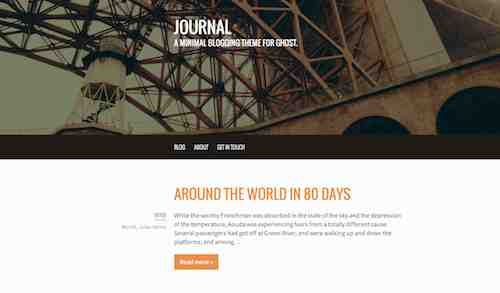 JOURNAL
A MINIMAL BLOGGING THEME FOR GHOST.
BLOG ABOUT GET IN TOUCH
AROUND THE WORLD IN 80 DAYS
While the worthy Frenchman was absorbed in the state of the sky and the depression
of the temperature, Aouda was experiencing fears from a totally different cause.
Several passengers had got off at Green River, and were walking up and down the
platforms; and among ...
World, Jules Verne
Read more »